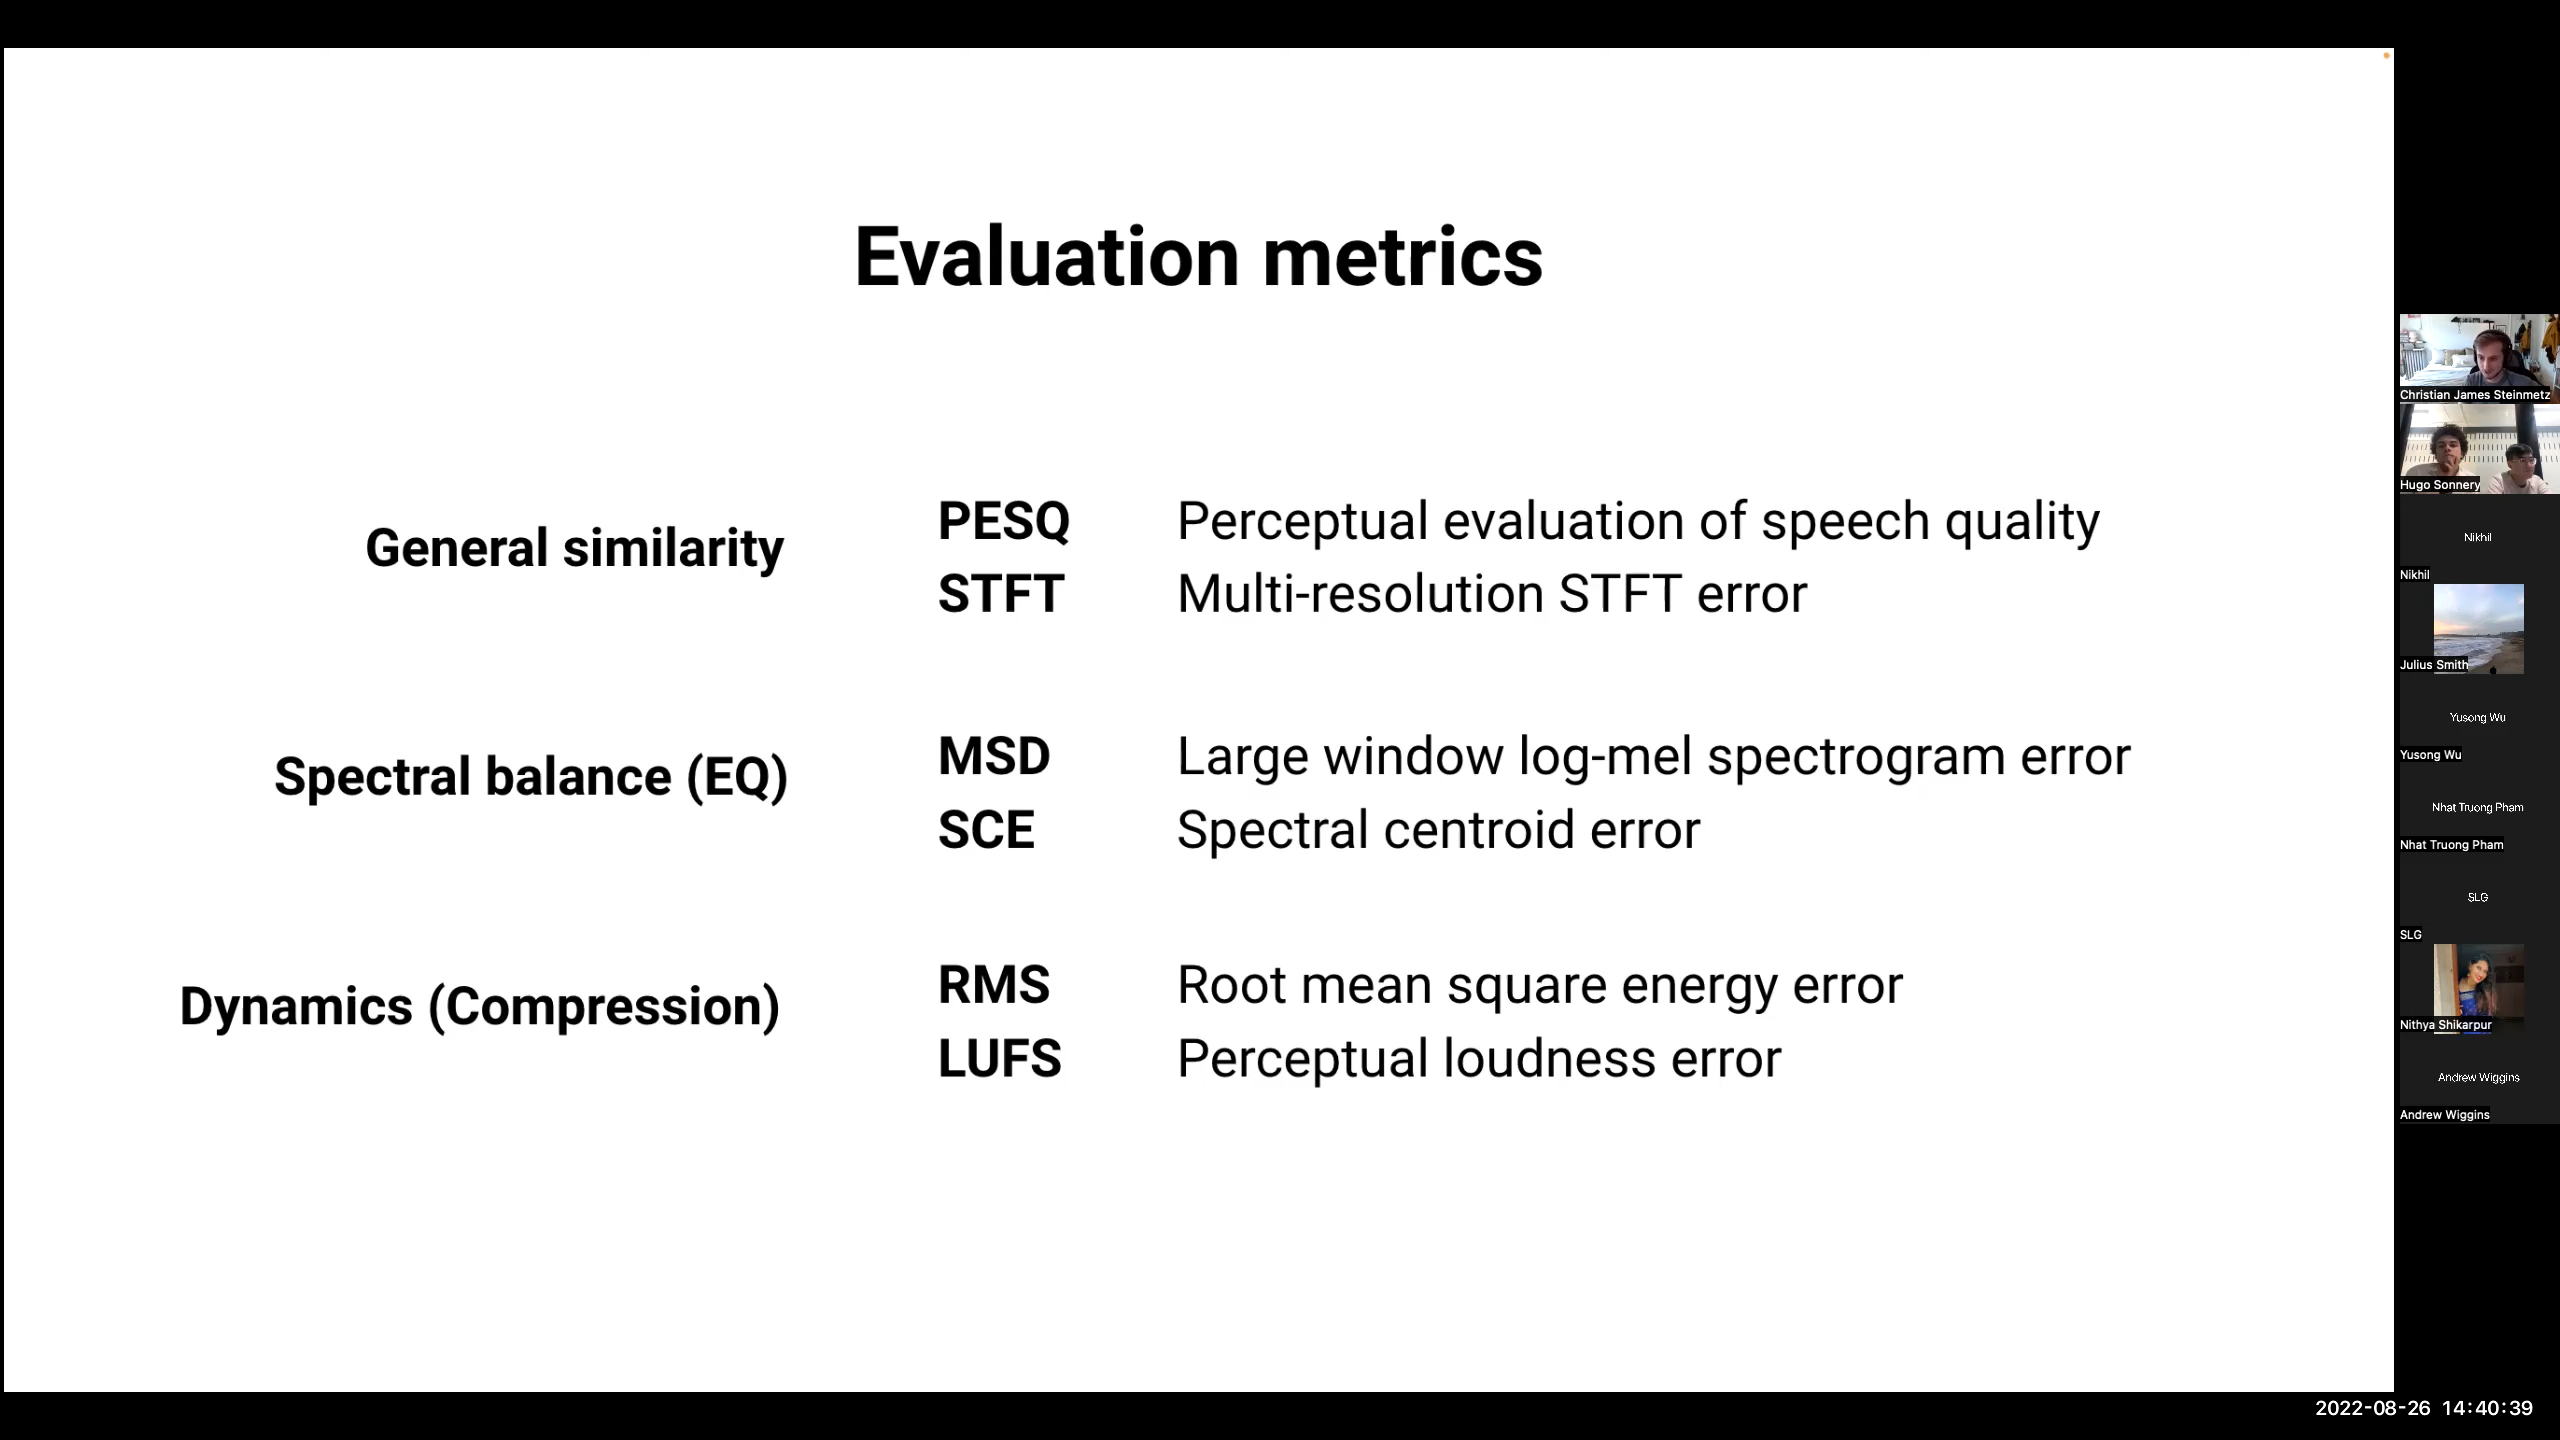 Evaluation metrics
General similarity
PESQ Perceptual evaluation of speech quality
STFT Multi-resolution STFT error
Spectral balance (EQ)
MSD Large window log-mel spectrogram error
SCE Spectral centroid error
Dynamics (Compression)
RMS Root mean square energy error
LUFS Perceptual loudness error
Christian James Steinmetz
Hugo Sonnery
Nikhil
Nikhil
Julius Smith
Yusong Wu
Yusong Wu
Nhat Truong Pham
Nhat Truong Pham
SLG
SLG
Nithya Shikarpur
Andrew Wiggins
Andrew Wiggins
2022-08-26 14:40:39